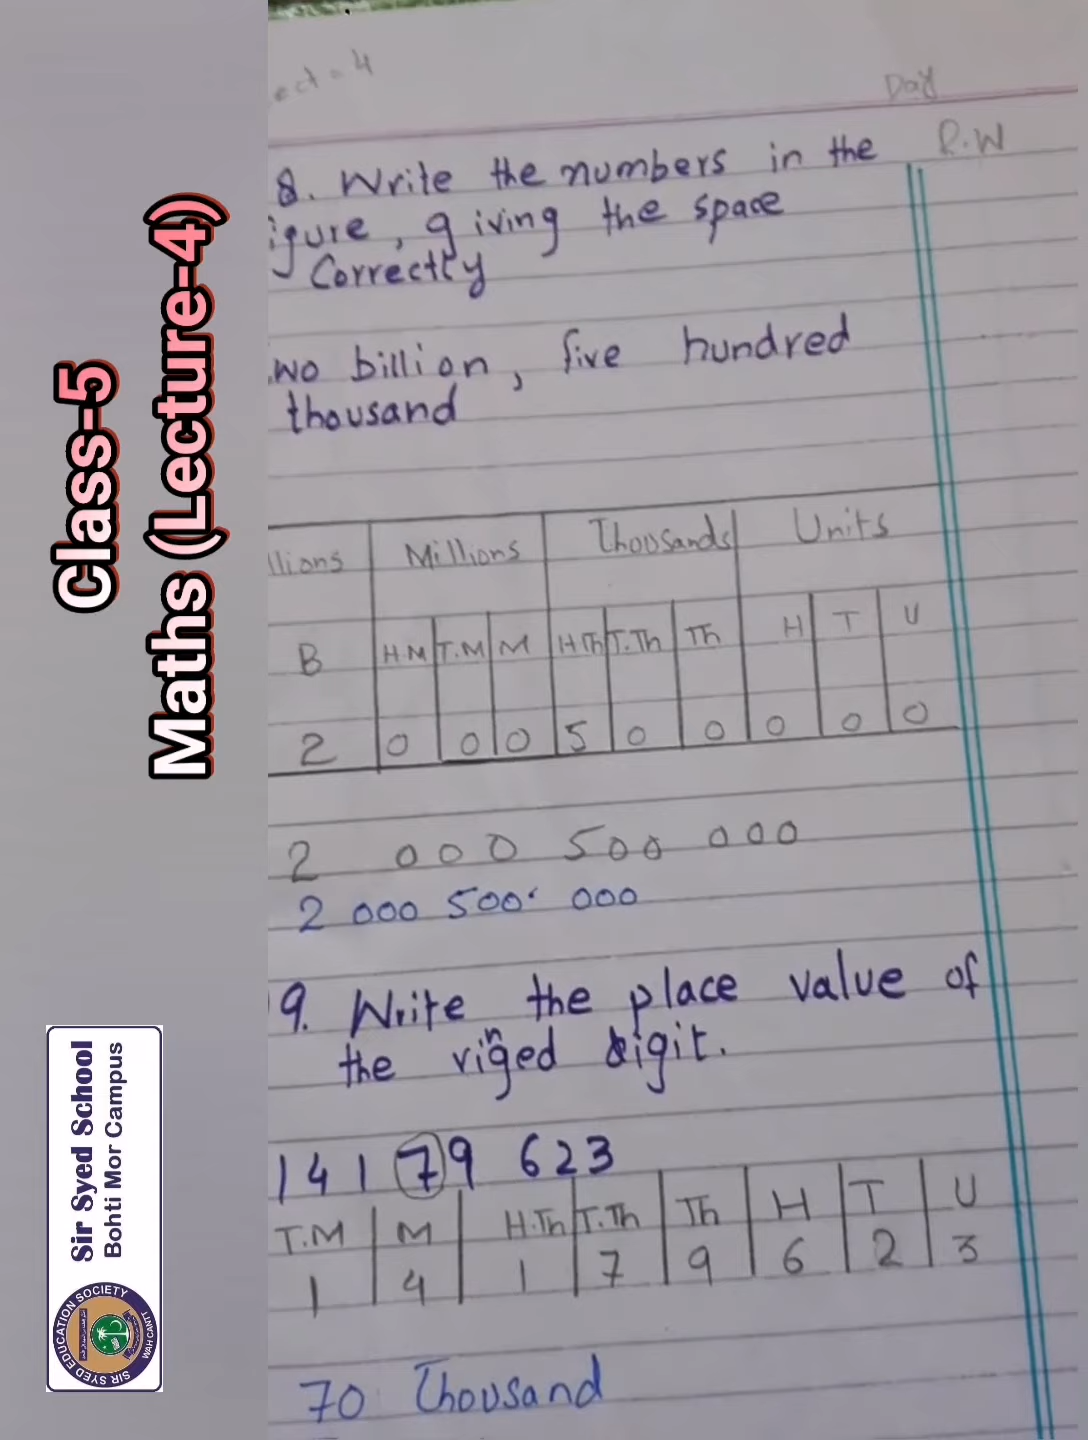 Class-5
Maths (Lecture-4)
Sir Syed School
Bohti Mor Campus
SIR SYED EDUCATION SOCIETY
WAH CANTT
ect = 4
Day
R.W
8. Write the numbers in the
igure, giving the space
Correctly
wo billion, five hundred
thousand
llions Millions Thousands Units
B H.M T.M M H.Th T.Th Th H T U
2 0 0 0 5 0 0 0 0 0
2 000 500 000
2 000 500 000
9. Write the place value of
the ringed digit.
14 1 7 9 623
T.M M H.Th T.Th Th H T U
1 4 1 7 9 6 2 3
70 Thousand